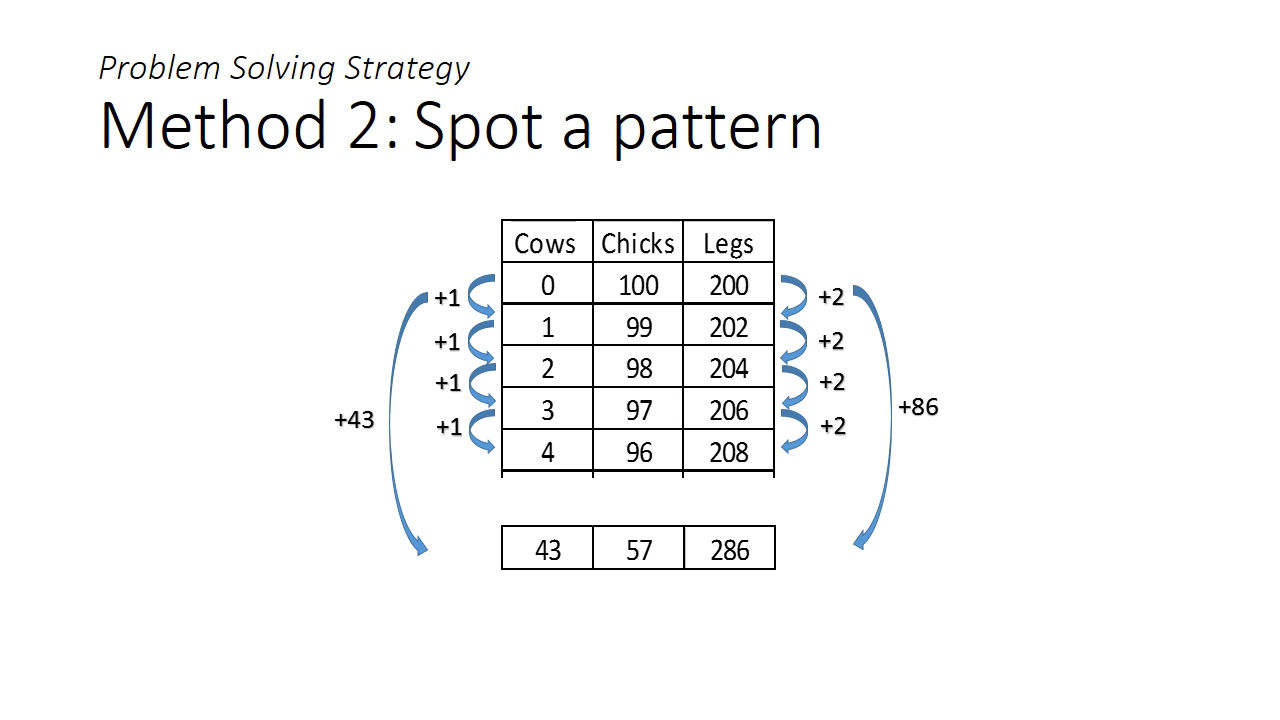 Problem Solving Strategy
Method 2: Spot a pattern
Cows Chicks Legs
0 100 200
+1 +2
1 99 202
+1 +2
2 98 204
+1 +2
3 97 206
+43 +1 +2 +86
4 96 208
43 57 286